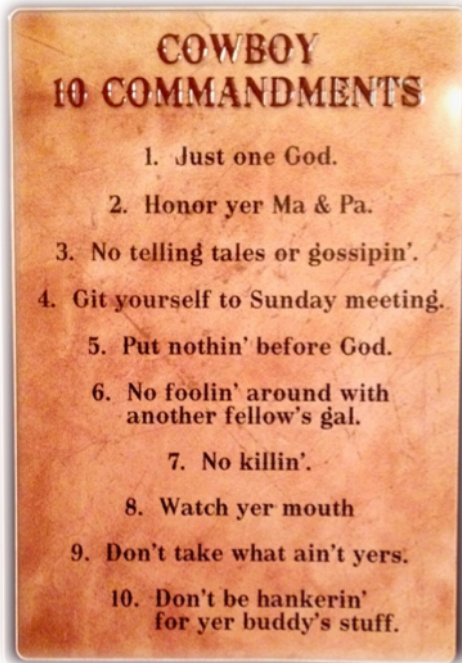 COWBOY
10 COMMANDMENTS
1. Just one God.
2. Honor yer Ma & Pa.
3. No telling tales or gossipin'.
4. Git yourself to Sunday meeting.
5. Put nothin' before God.
6. No foolin' around with
another fellow's gal.
7. No killin'.
8. Watch yer mouth
9. Don't take what ain't yers.
10. Don't be hankerin'
for yer buddy's stuff.